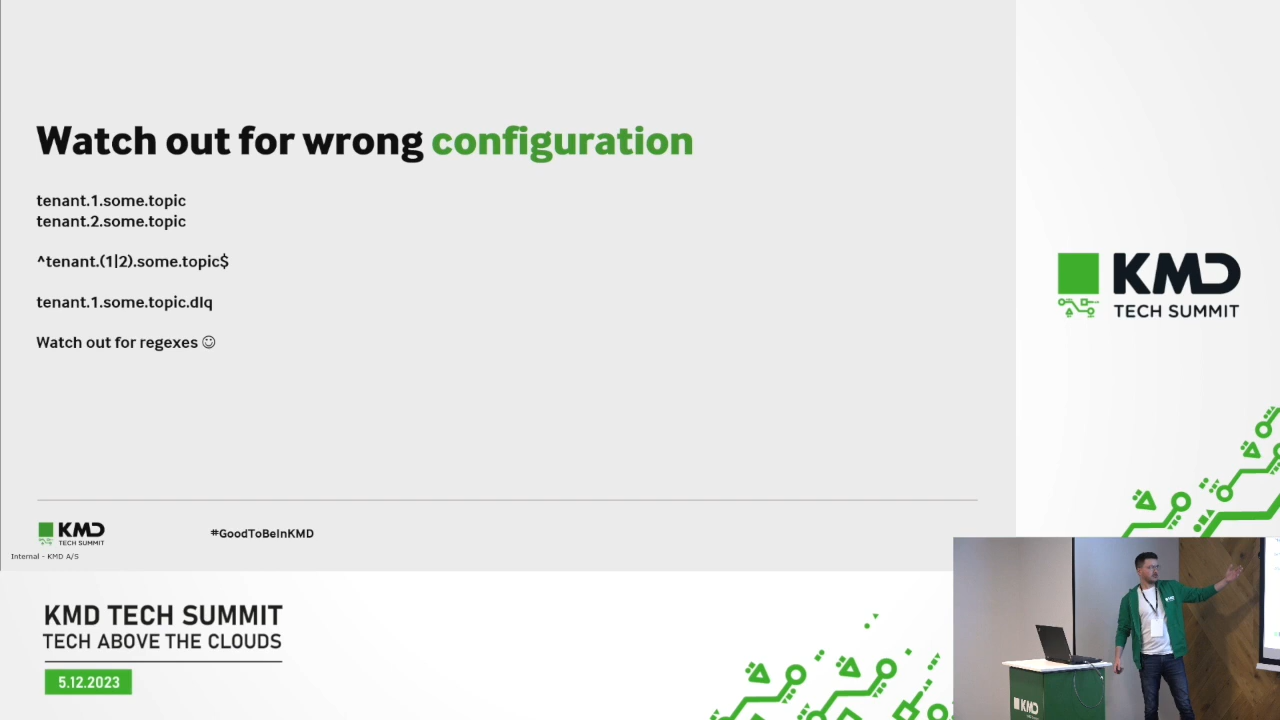 Watch out for wrong configuration
tenant.1.some.topic
tenant.2.some.topic
^tenant.(1|2).some.topic$
tenant.1.some.topic.dlq
Watch out for regexes ☺
KMD
TECH SUMMIT
KMD
TECH SUMMIT
#GoodToBeInKMD
Internal - KMD A/S
KMD TECH SUMMIT
TECH ABOVE THE CLOUDS
5.12.2023
KMD
KMD